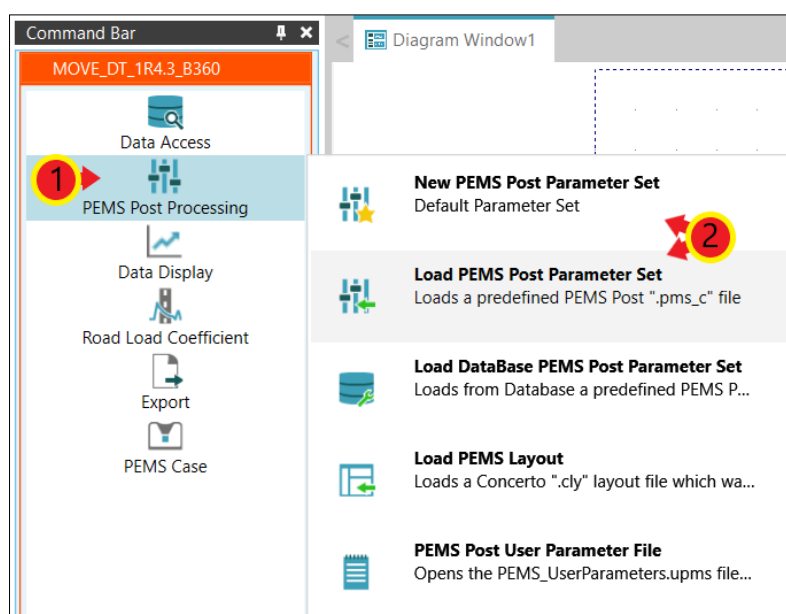 Command Bar
< Diagram Window1
MOVE_DT_1R4.3_B360
Data Access
1
PEMS Post Processing
Data Display
Road Load Coefficient
Export
PEMS Case
New PEMS Post Parameter Set
Default Parameter Set
2
Load PEMS Post Parameter Set
Loads a predefined PEMS Post ".pms_c" file
Load DataBase PEMS Post Parameter Set
Loads from Database a predefined PEMS P...
Load PEMS Layout
Loads a Concerto ".cly" layout file which wa...
PEMS Post User Parameter File
Opens the PEMS_UserParameters.upms file...